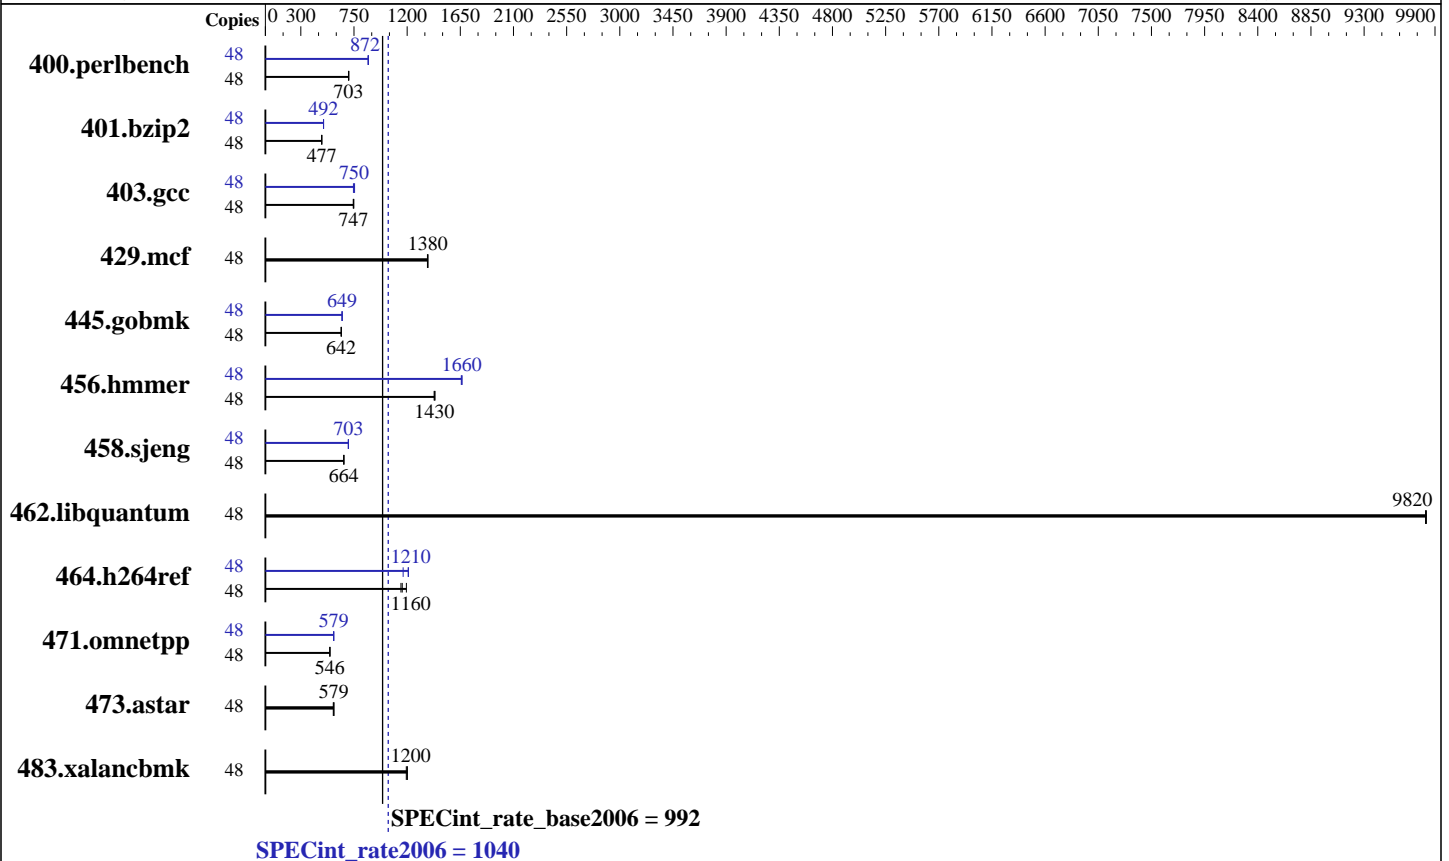 Copies 0 300 750 1200 1650 2100 2550 3000 3450 3900 4350 4800 5250 5700 6150 6600 7050 7500 7950 8400 8850 9300 9900
400.perlbench 48 872
48 703
401.bzip2 48 492
48 477
403.gcc 48 750
48 747
429.mcf 48 1380
445.gobmk 48 649
48 642
456.hmmer 48 1660
48 1430
458.sjeng 48 703
48 664
462.libquantum 48 9820
464.h264ref 48 1210
48 1160
471.omnetpp 48 579
48 546
473.astar 48 579
483.xalancbmk 48 1200
SPECint_rate_base2006 = 992
SPECint_rate2006 = 1040